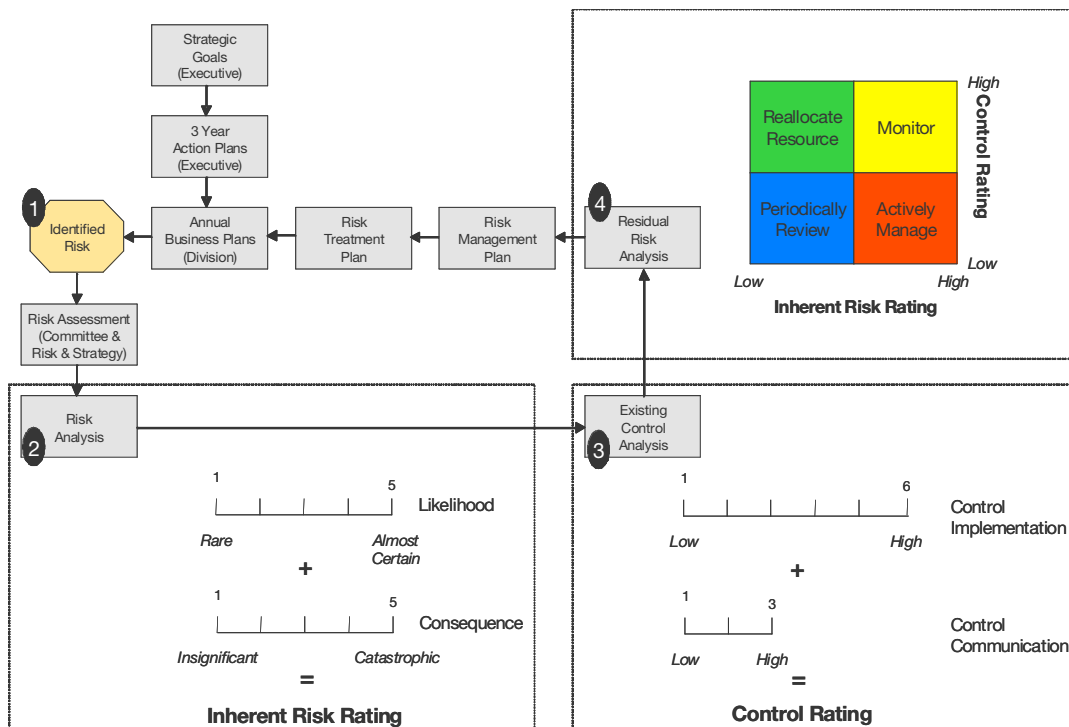 Strategic
Goals
(Executive)
3 Year
Action Plans
(Executive)
1
Identified
Risk
Annual
Business Plans
(Division)
Risk
Treatment
Plan
Risk
Management
Plan
4
Residual
Risk
Analysis
Reallocate
Resource
Monitor
Periodically
Review
Actively
Manage
High
Control Rating
Low
Low
High
Inherent Risk Rating
Risk Assessment
(Committee &
Risk & Strategy)
2
Risk
Analysis
1
5
Likelihood
Rare
Almost
Certain
+
1
5
Consequence
Insignificant
Catastrophic
=
Inherent Risk Rating
3
Existing
Control
Analysis
1
6
Control
Implementation
Low
High
+
1
3
Control
Communication
Low
High
=
Control Rating